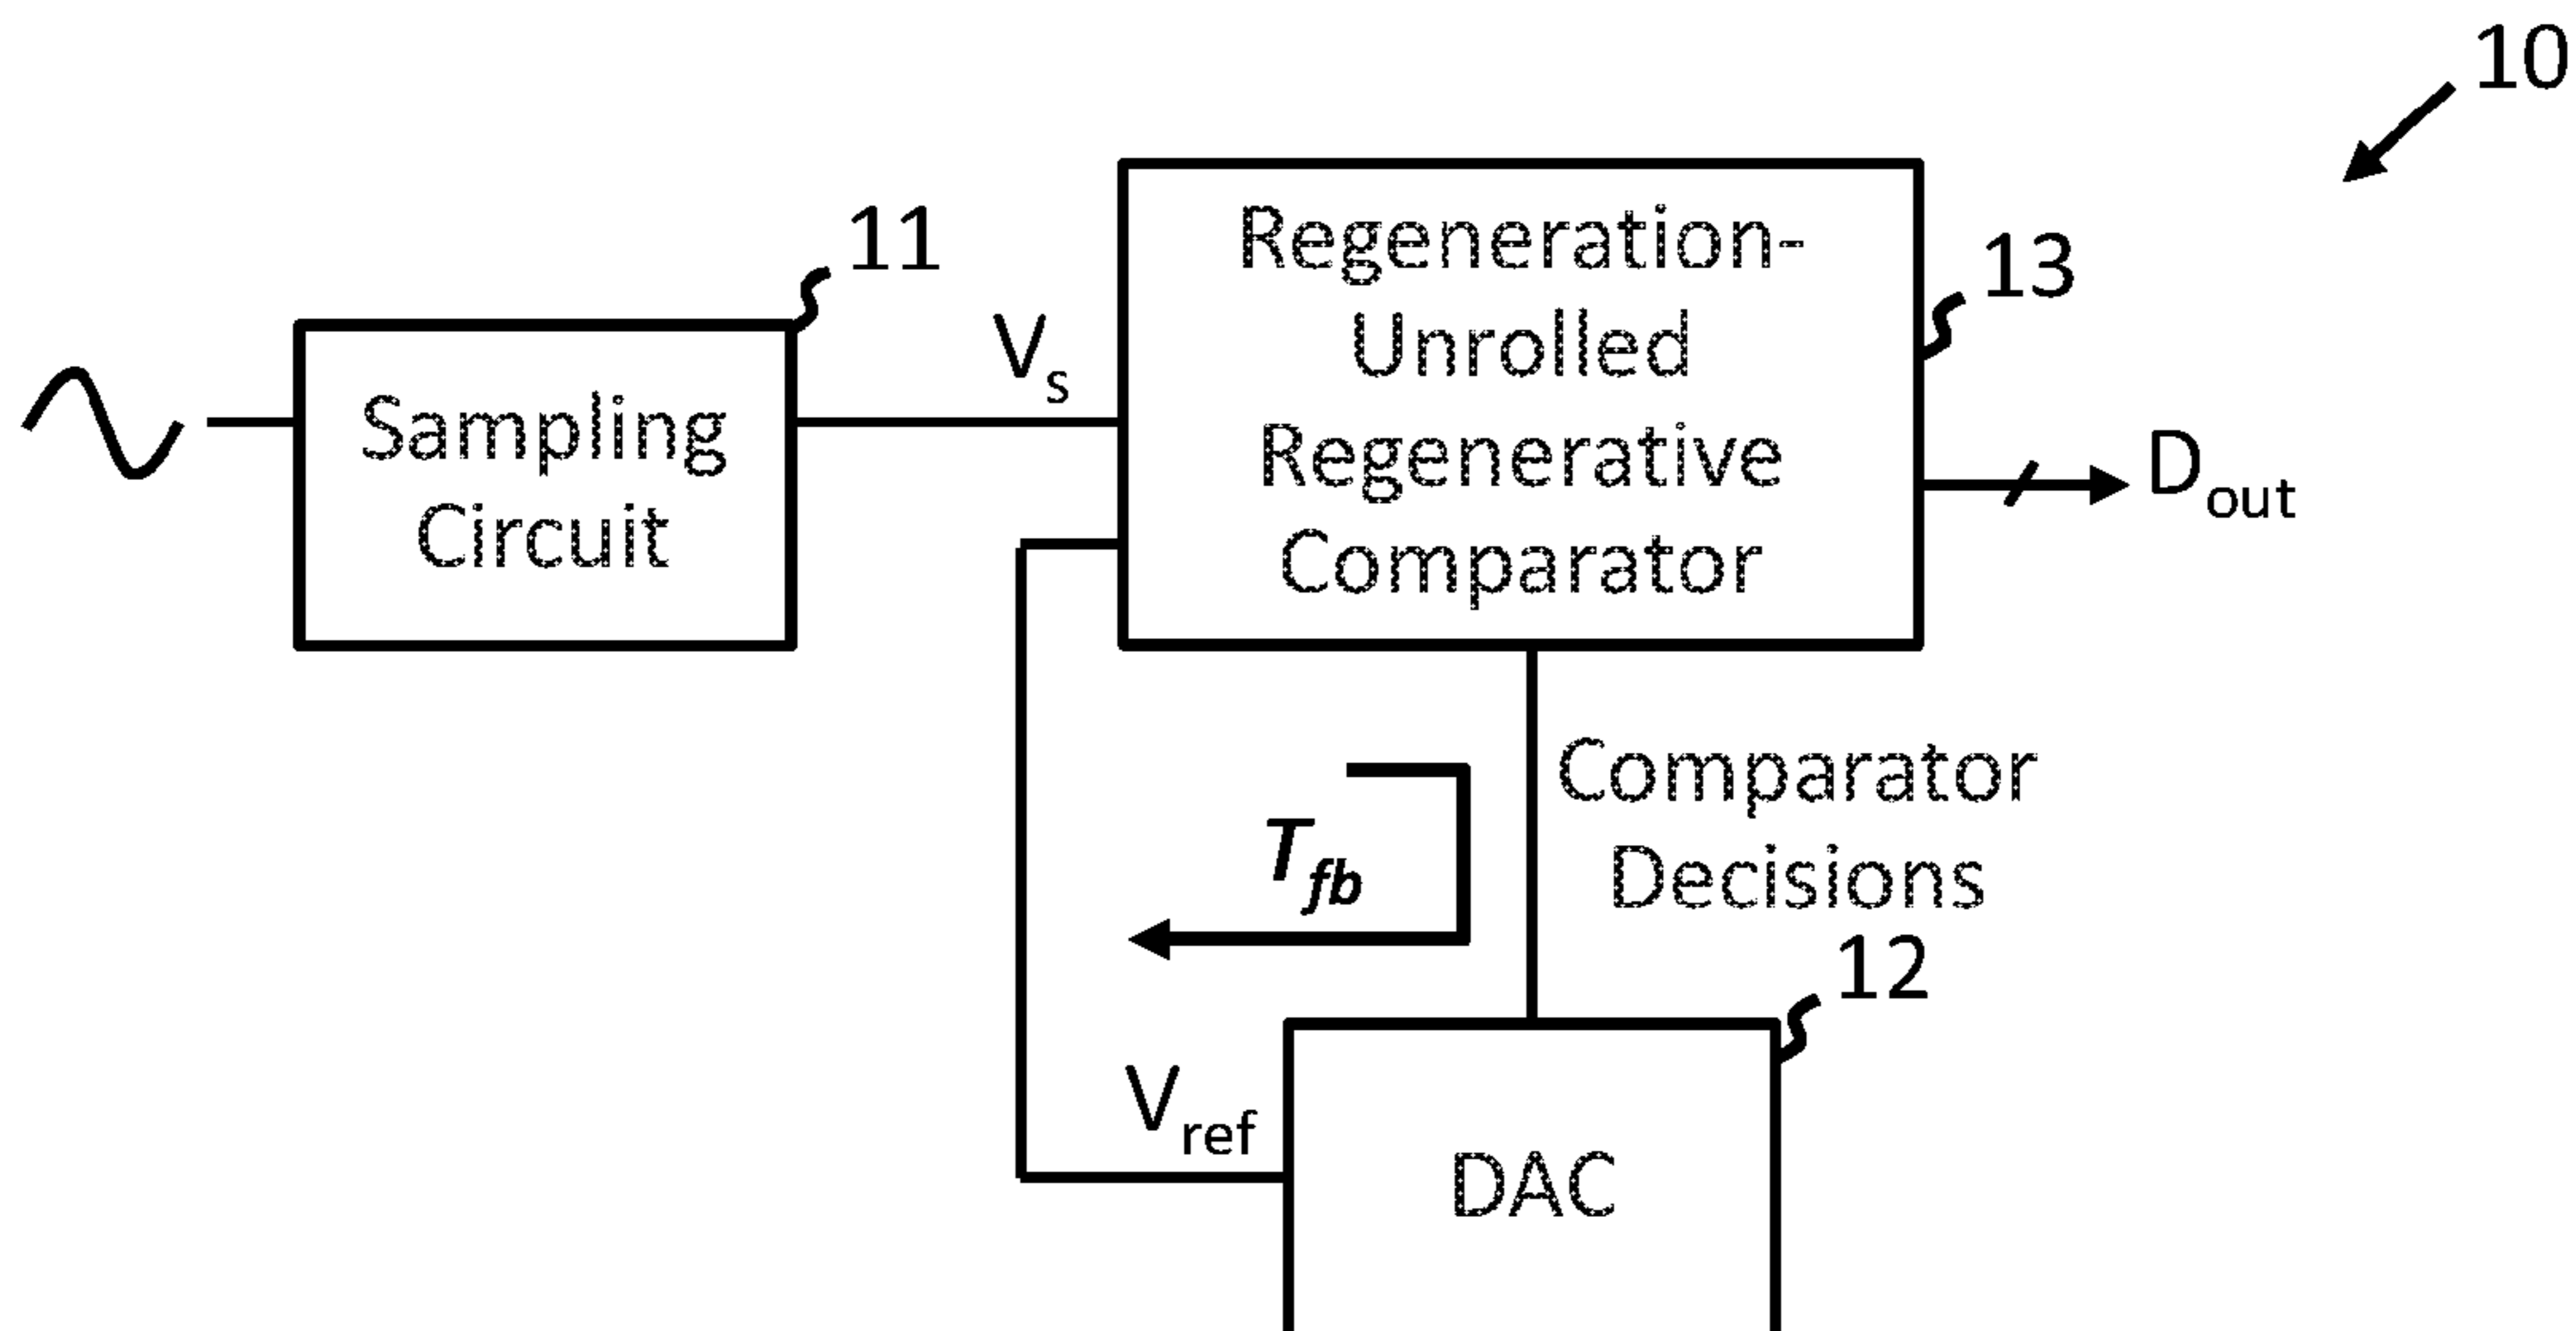 10
11
Sampling
Circuit
Vs
Regeneration-
Unrolled
Regenerative
Comparator
13
Dout
Tfb
Comparator
Decisions
12
Vref
DAC